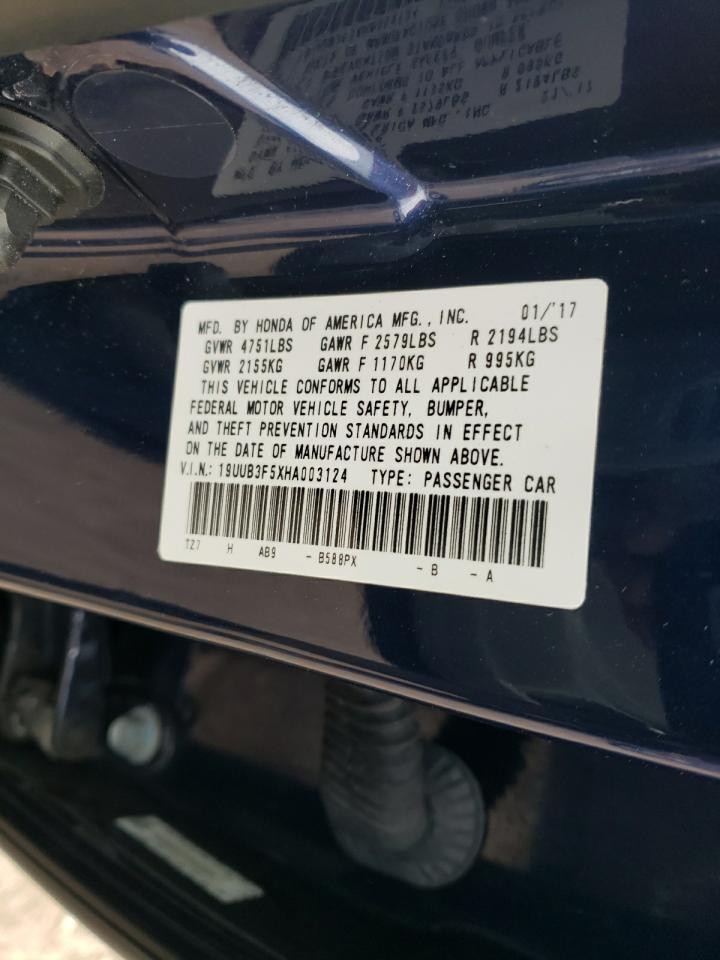 MFD. BY HONDA OF AMERICA MFG., INC. 01/'17
GVWR 4751LBS GAWR F 2579LBS R 2194LBS
GVWR 2155KG GAWR F 1170KG R 995KG
THIS VEHICLE CONFORMS TO ALL APPLICABLE
FEDERAL MOTOR VEHICLE SAFETY, BUMPER,
AND THEFT PREVENTION STANDARDS IN EFFECT
ON THE DATE OF MANUFACTURE SHOWN ABOVE.
V.I.N.: 19UUB3F5XHA003124 TYPE: PASSENGER CAR
TZ7 H AB9 - B588PX - B - A